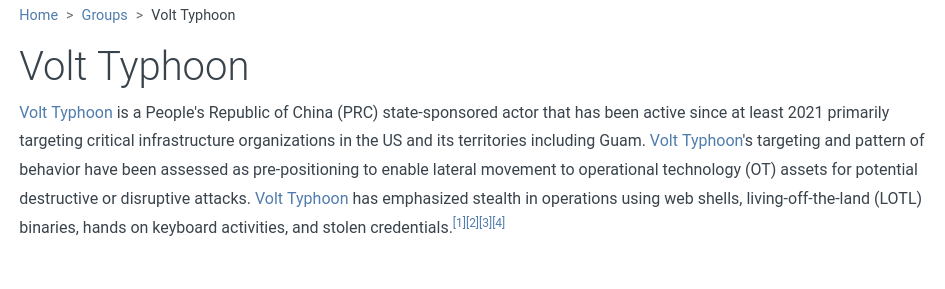 Home > Groups > Volt Typhoon
Volt Typhoon
Volt Typhoon is a People's Republic of China (PRC) state-sponsored actor that has been active since at least 2021 primarily
targeting critical infrastructure organizations in the US and its territories including Guam. Volt Typhoon's targeting and pattern of
behavior have been assessed as pre-positioning to enable lateral movement to operational technology (OT) assets for potential
destructive or disruptive attacks. Volt Typhoon has emphasized stealth in operations using web shells, living-off-the-land (LOTL)
binaries, hands on keyboard activities, and stolen credentials.[1][2][3][4]